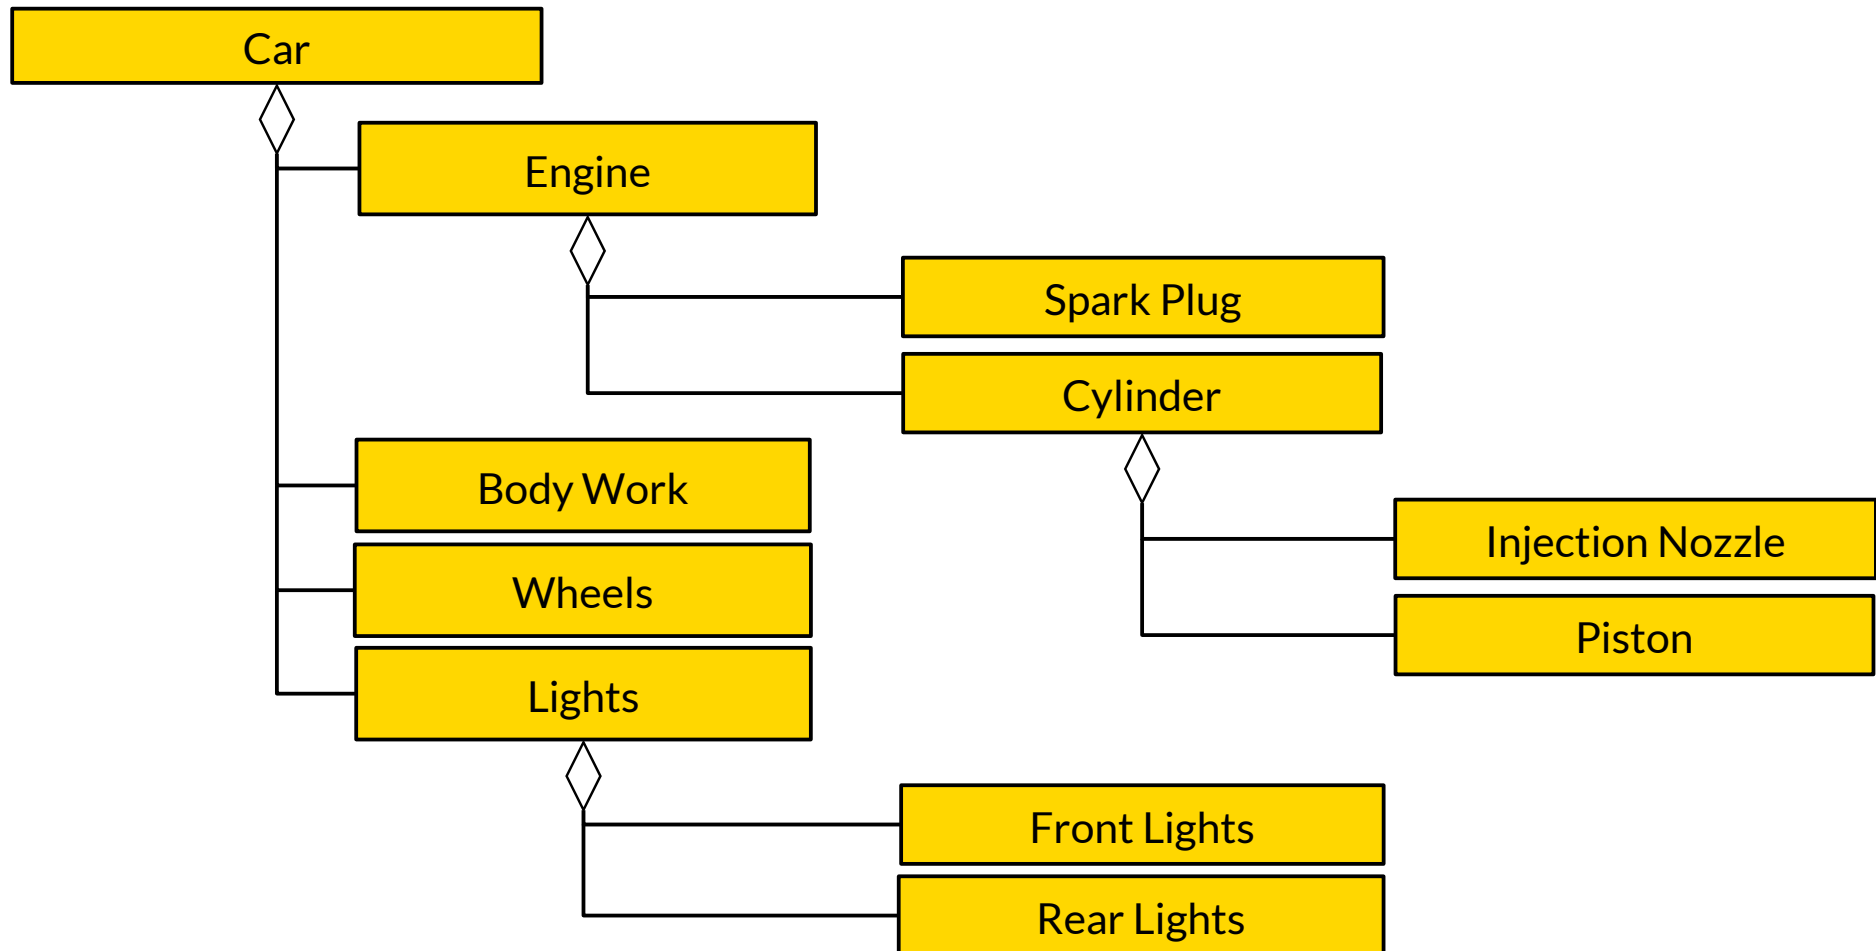 Car
Engine
Spark Plug
Cylinder
Body Work
Injection Nozzle
Wheels
Piston
Lights
Front Lights
Rear Lights